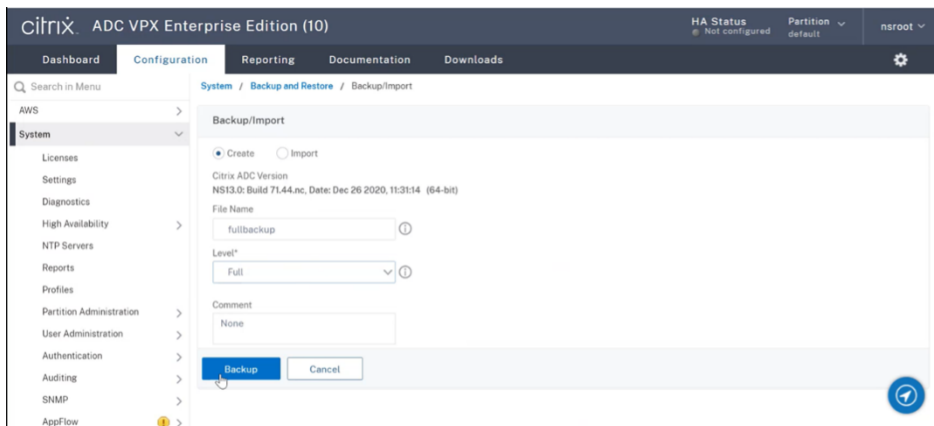 citrix. ADC VPX Enterprise Edition (10)
HA Status
Not configured
Partition
default
nsroot
Dashboard
Configuration
Reporting
Documentation
Downloads
Search in Menu
AWS
System
Licenses
Settings
Diagnostics
High Availability
NTP Servers
Reports
Profiles
Partition Administration
User Administration
Authentication
Auditing
SNMP
AppFlow
System / Backup and Restore / Backup/Import
Backup/Import
Create
Import
Citrix ADC Version
NS13.0: Build 71.44.nc, Date: Dec 26 2020, 11:31:14 (64-bit)
File Name
fullbackup
Level*
Full
Comment
None
Backup
Cancel